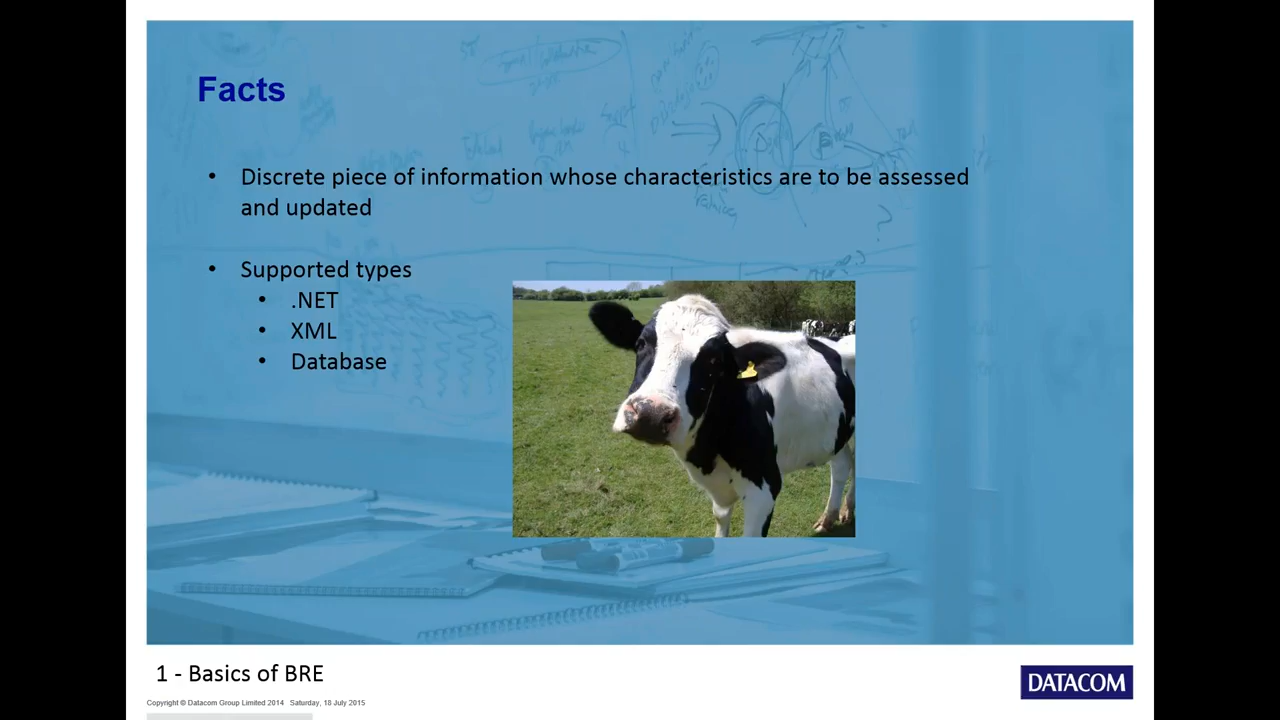 Facts
• Discrete piece of information whose characteristics are to be assessed
and updated
• Supported types
• .NET
• XML
• Database
1 - Basics of BRE
DATACOM
Copyright © Datacom Group Limited 2014 Saturday, 18 July 2015